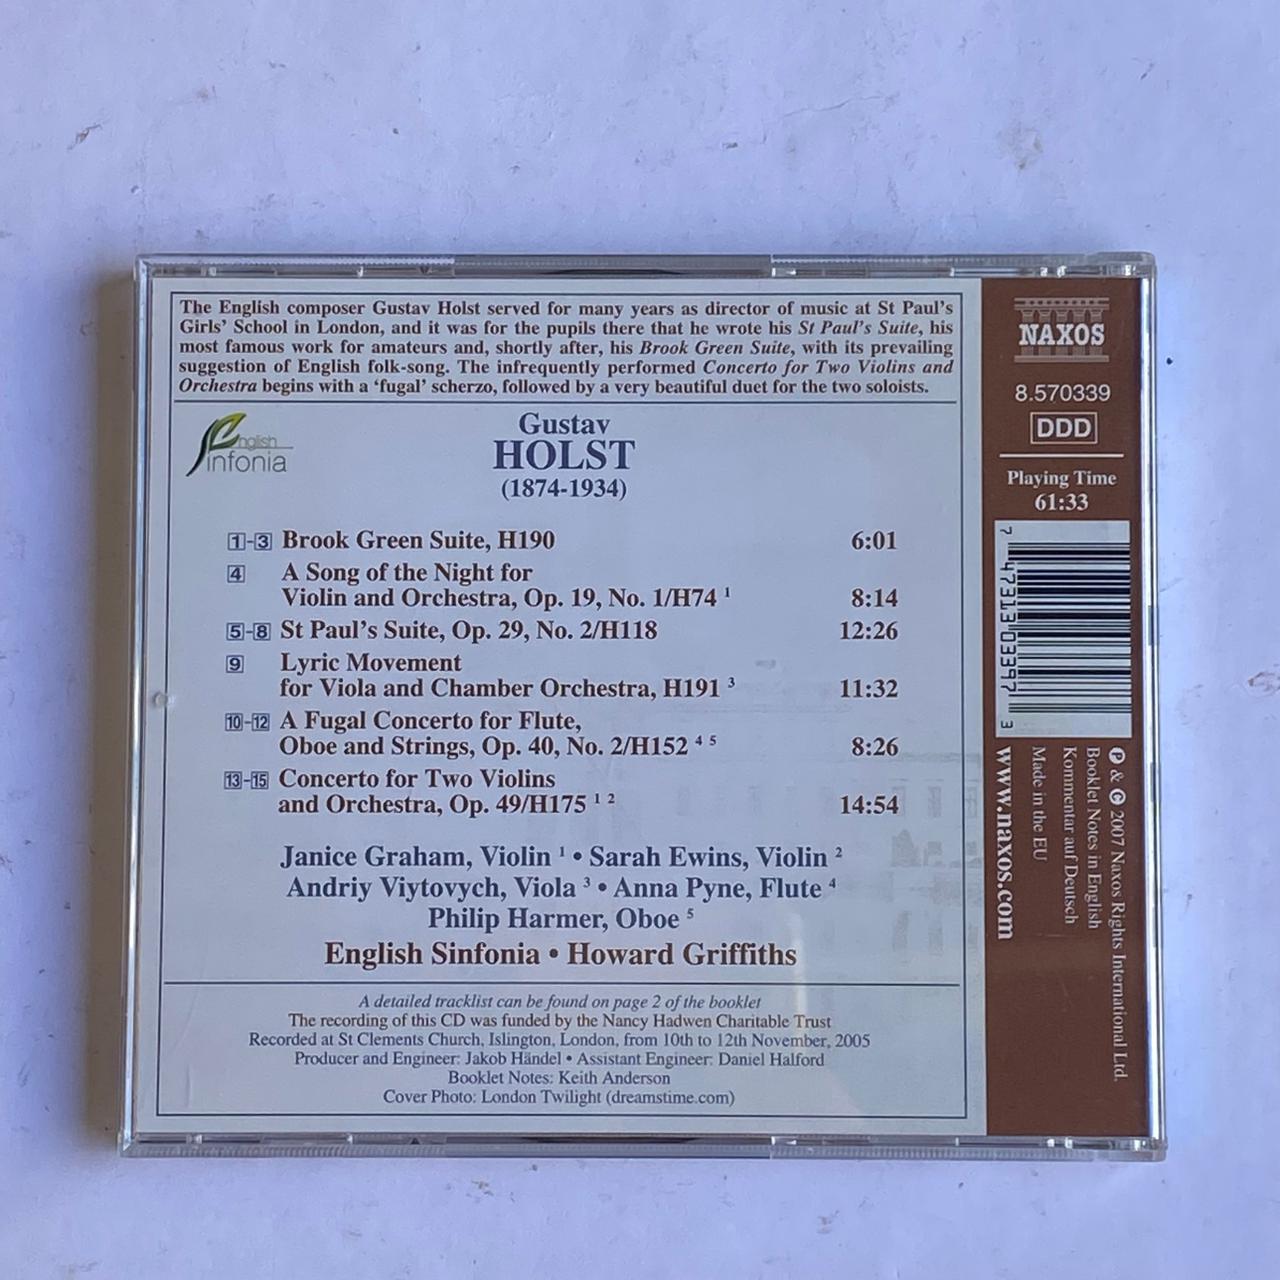 The English composer Gustav Holst served for many years as director of music at St Paul's
Girls' School in London, and it was for the pupils there that he wrote his St Paul's Suite, his
most famous work for amateurs and, shortly after, his Brook Green Suite, with its prevailing
suggestion of English folk-song. The infrequently performed Concerto for Two Violins and
Orchestra begins with a 'fugal' scherzo, followed by a very beautiful duet for the two soloists.
English
Sinfonia
Gustav
HOLST
(1874-1934)
1-3 Brook Green Suite, H190 6:01
4 A Song of the Night for
Violin and Orchestra, Op. 19, No. 1/H74 ¹ 8:14
5-8 St Paul's Suite, Op. 29, No. 2/H118 12:26
9 Lyric Movement
for Viola and Chamber Orchestra, H191 ³ 11:32
10-12 A Fugal Concerto for Flute,
Oboe and Strings, Op. 40, No. 2/H152 ⁴ ⁵ 8:26
13-15 Concerto for Two Violins
and Orchestra, Op. 49/H175 ¹ ² 14:54
Janice Graham, Violin ¹ • Sarah Ewins, Violin ²
Andriy Viytovych, Viola ³ • Anna Pyne, Flute ⁴
Philip Harmer, Oboe ⁵
English Sinfonia • Howard Griffiths
A detailed tracklist can be found on page 2 of the booklet
The recording of this CD was funded by the Nancy Hadwen Charitable Trust
Recorded at St Clements Church, Islington, London, from 10th to 12th November, 2005
Producer and Engineer: Jakob Händel • Assistant Engineer: Daniel Halford
Booklet Notes: Keith Anderson
Cover Photo: London Twilight (dreamstime.com)
NAXOS
8.570339
DDD
Playing Time
61:33
7 47313 03397 3
℗ & © 2007 Naxos Rights International Ltd.
Booklet Notes in English
Kommentar auf Deutsch
Made in the EU
www.naxos.com